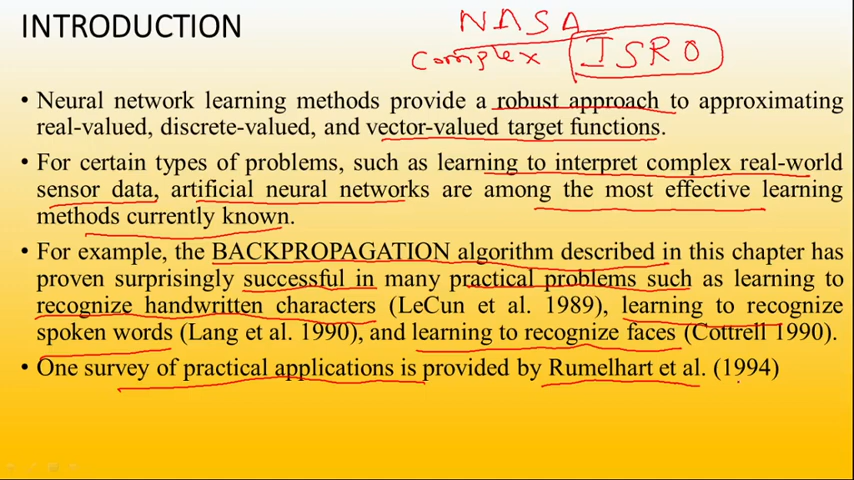 INTRODUCTION
NASA
Complex ISRO
• Neural network learning methods provide a robust approach to approximating
real-valued, discrete-valued, and vector-valued target functions.
• For certain types of problems, such as learning to interpret complex real-world
sensor data, artificial neural networks are among the most effective learning
methods currently known.
• For example, the BACKPROPAGATION algorithm described in this chapter has
proven surprisingly successful in many practical problems such as learning to
recognize handwritten characters (LeCun et al. 1989), learning to recognize
spoken words (Lang et al. 1990), and learning to recognize faces (Cottrell 1990).
• One survey of practical applications is provided by Rumelhart et al. (1994)